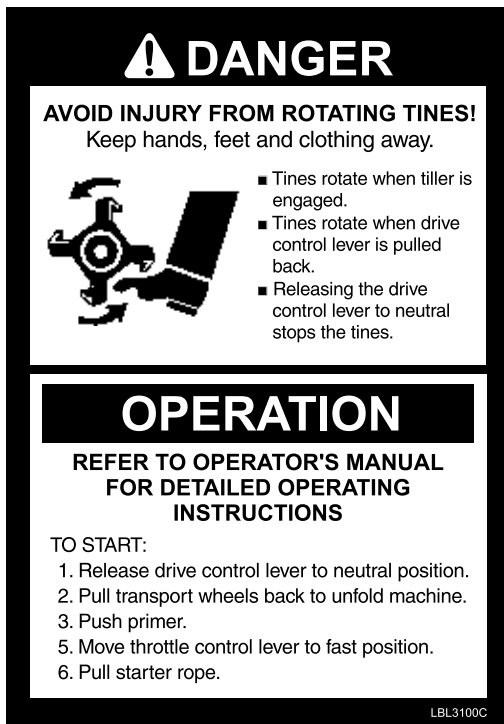 DANGER
AVOID INJURY FROM ROTATING TINES!
Keep hands, feet and clothing away.
■ Tines rotate when tiller is
engaged.
■ Tines rotate when drive
control lever is pulled
back.
■ Releasing the drive
control lever to neutral
stops the tines.
OPERATION
REFER TO OPERATOR'S MANUAL
FOR DETAILED OPERATING
INSTRUCTIONS
TO START:
1. Release drive control lever to neutral position.
2. Pull transport wheels back to unfold machine.
3. Push primer.
5. Move throttle control lever to fast position.
6. Pull starter rope.
LBL3100C